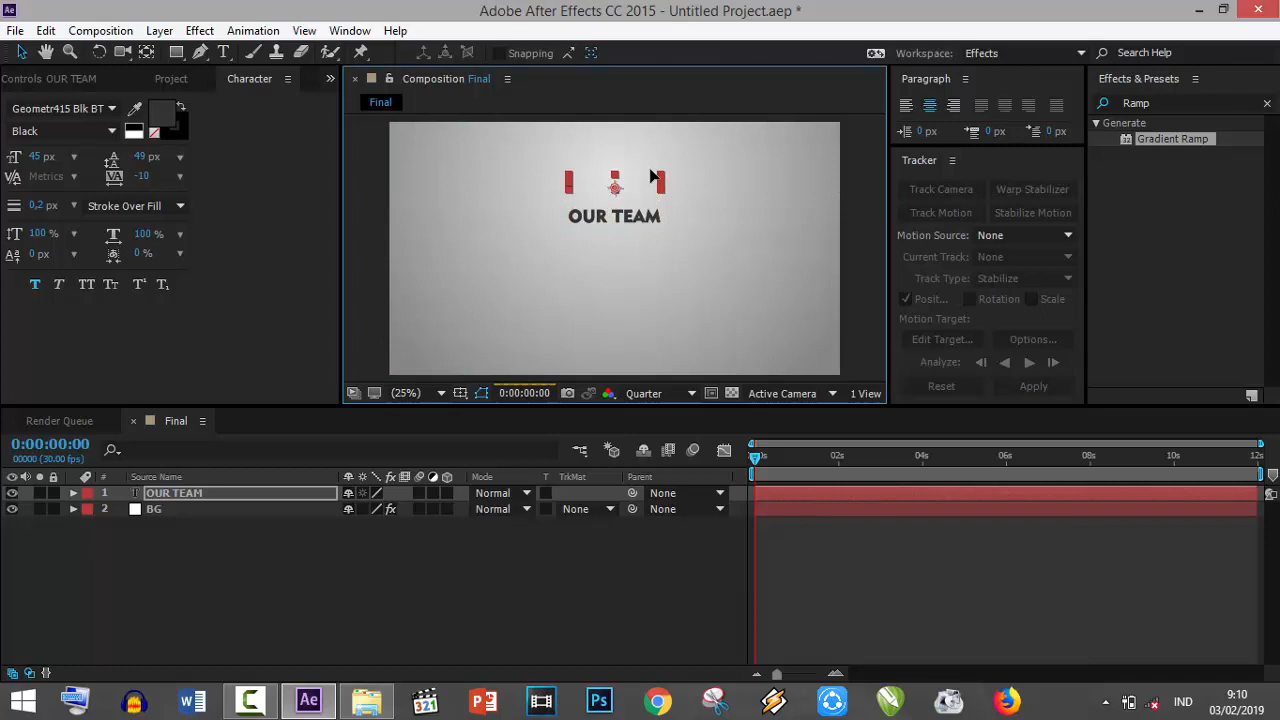 Adobe After Effects CC 2015 - Untitled Project.aep *
File Edit Composition Layer Effect Animation View Window Help
Snapping
Workspace: Effects
Search Help
Controls OUR TEAM
Project
Character
Composition Final
Paragraph
Effects & Presets
Final
Geometr415 Blk BT
Black
45 px
49 px
Metrics
-10
0,2 px
Stroke Over Fill
100 %
100 %
0 px
0 %
OUR TEAM
0 px
0 px
0 px
Tracker
Track Camera
Warp Stabilizer
Track Motion
Stabilize Motion
Motion Source: None
Current Track: None
Track Type: Stabilize
Posit...
Rotation
Scale
Motion Target:
Edit Target...
Options...
Analyze:
Reset
Apply
Ramp
Generate
Gradient Ramp
(25%)
0:00:00:00
Quarter
Active Camera
1 View
Render Queue
Final
0:00:00:00
00000 (30.00 fps)
# Source Name
Mode
T TrkMat
Parent
02s
04s
06s
08s
10s
12s
1 OUR TEAM Normal None
2 BG Normal None None
IND
9:10
03/02/2019